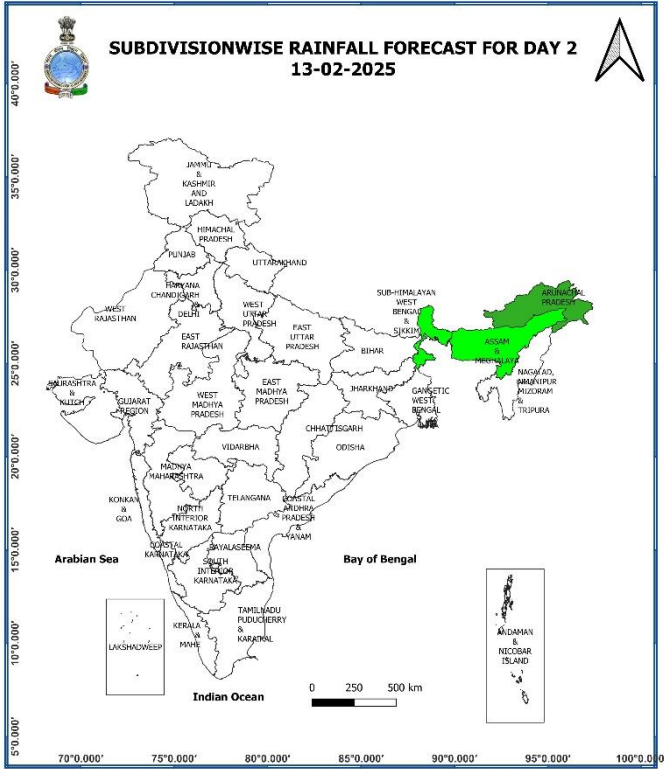 SUBDIVISIONWISE RAINFALL FORECAST FOR DAY 2
13-02-2025
40°0.000'
35°0.000'
30°0.000'
25°0.000'
20°0.000'
15°0.000'
10°0.000'
5°0.000'
JAMMU
&
KASHMIR
AND
LADAKH
HIMACHAL
PRADESH
PUNJAB
UTTARAKHAND
HARYANA
CHANDIGARH
&
DELHI
WEST
RAJASTHAN
EAST
RAJASTHAN
WEST
UTTAR
PRADESH
EAST
UTTAR
PRADESH
SUB-HIMALAYAN
WEST
BENGAL
&
SIKKIM
ARUNACHAL
PRADESH
ASSAM
&
MEGHALAYA
BIHAR
NAGALAND,
MANIPUR
MIZORAM
&
TRIPURA
SAURASHTRA
&
KUTCH
GUJARAT
REGION
WEST
MADHYA
PRADESH
EAST
MADHYA
PRADESH
JHARKHAND
GANGETIC
WEST
BENGAL
CHHATTISGARH
ODISHA
VIDARBHA
MADHYA
MAHARASHTRA
TELANGANA
KONKAN
&
GOA
NORTH
INTERIOR
KARNATAKA
COASTAL
ANDHRA
PRADESH
&
YANAM
COASTAL
KARNATAKA
RAYALASEEMA
SOUTH
INTERIOR
KARNATAKA
Arabian Sea
Bay of Bengal
KERALA
&
MAHE
TAMILNADU
PUDUCHERRY
&
KARAIKAL
LAKSHADWEEP
ANDAMAN
&
NICOBAR
ISLAND
Indian Ocean
0 250 500 km
70°0.000' 75°0.000' 80°0.000' 85°0.000' 90°0.000' 95°0.000' 100°0.000'